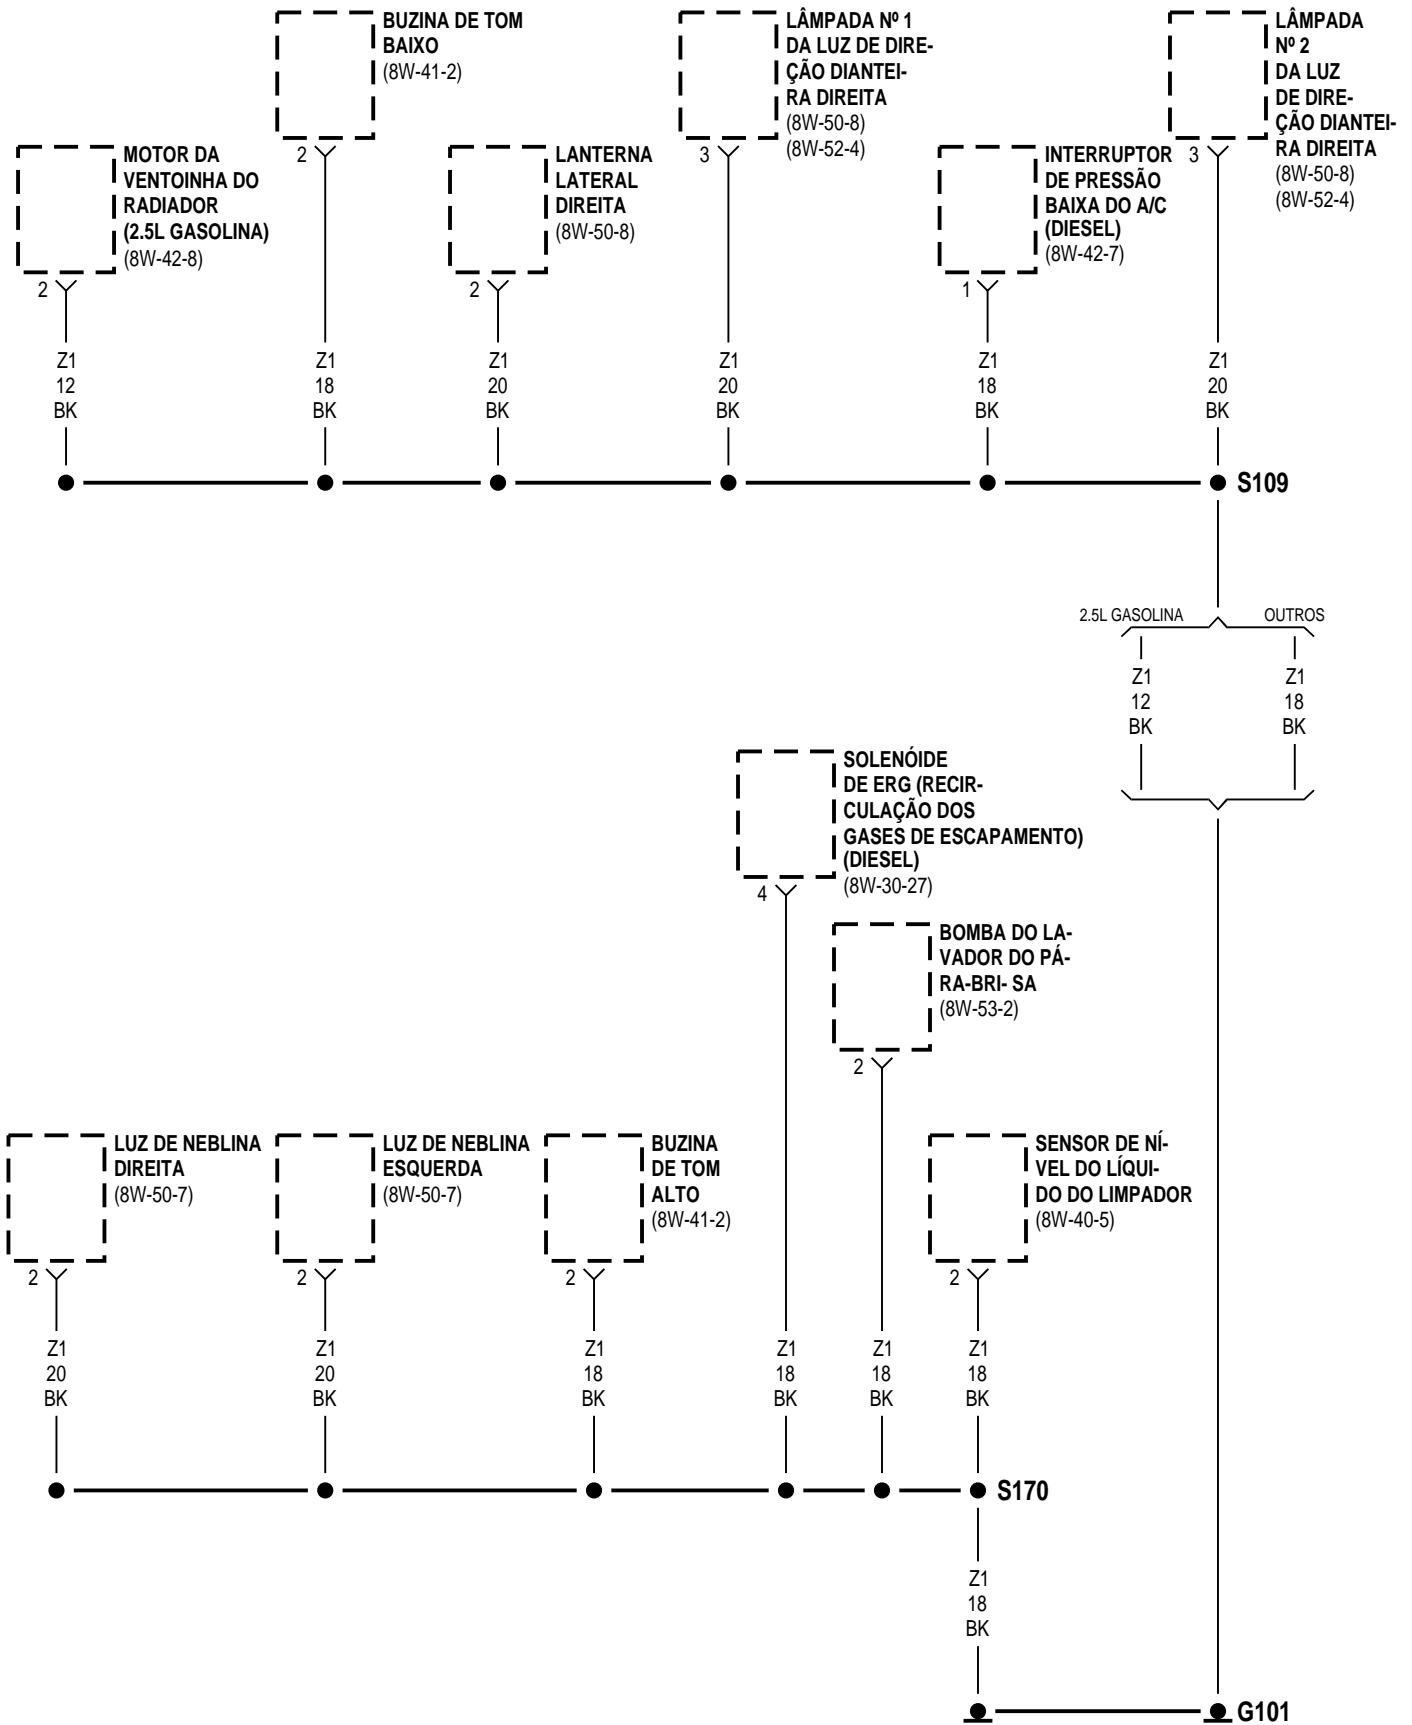 BUZINA DE TOM
BAIXO
(8W-41-2)
2
LÂMPADA Nº 1
DA LUZ DE DIRE-
ÇÃO DIANTEI-
RA DIREITA
(8W-50-8)
(8W-52-4)
3
LÂMPADA
Nº 2
DA LUZ
DE DIRE-
ÇÃO DIANTEI-
RA DIREITA
(8W-50-8)
(8W-52-4)
3
MOTOR DA
VENTOINHA DO
RADIADOR
(2.5L GASOLINA)
(8W-42-8)
2
LANTERNA
LATERAL
DIREITA
(8W-50-8)
2
INTERRUPTOR
DE PRESSÃO
BAIXA DO A/C
(DIESEL)
(8W-42-7)
1
Z1
12
BK
Z1
18
BK
Z1
20
BK
Z1
20
BK
Z1
18
BK
Z1
20
BK
S109
2.5L GASOLINA
OUTROS
Z1
12
BK
Z1
18
BK
SOLENÓIDE
DE ERG (RECIR-
CULAÇÃO DOS
GASES DE ESCAPAMENTO)
(DIESEL)
(8W-30-27)
4
BOMBA DO LA-
VADOR DO PÁ-
RA-BRI- SA
(8W-53-2)
2
LUZ DE NEBLINA
DIREITA
(8W-50-7)
2
LUZ DE NEBLINA
ESQUERDA
(8W-50-7)
2
BUZINA
DE TOM
ALTO
(8W-41-2)
2
SENSOR DE NÍ-
VEL DO LÍQUI-
DO DO LIMPADOR
(8W-40-5)
2
Z1
20
BK
Z1
20
BK
Z1
18
BK
Z1
18
BK
Z1
18
BK
Z1
18
BK
S170
Z1
18
BK
G101